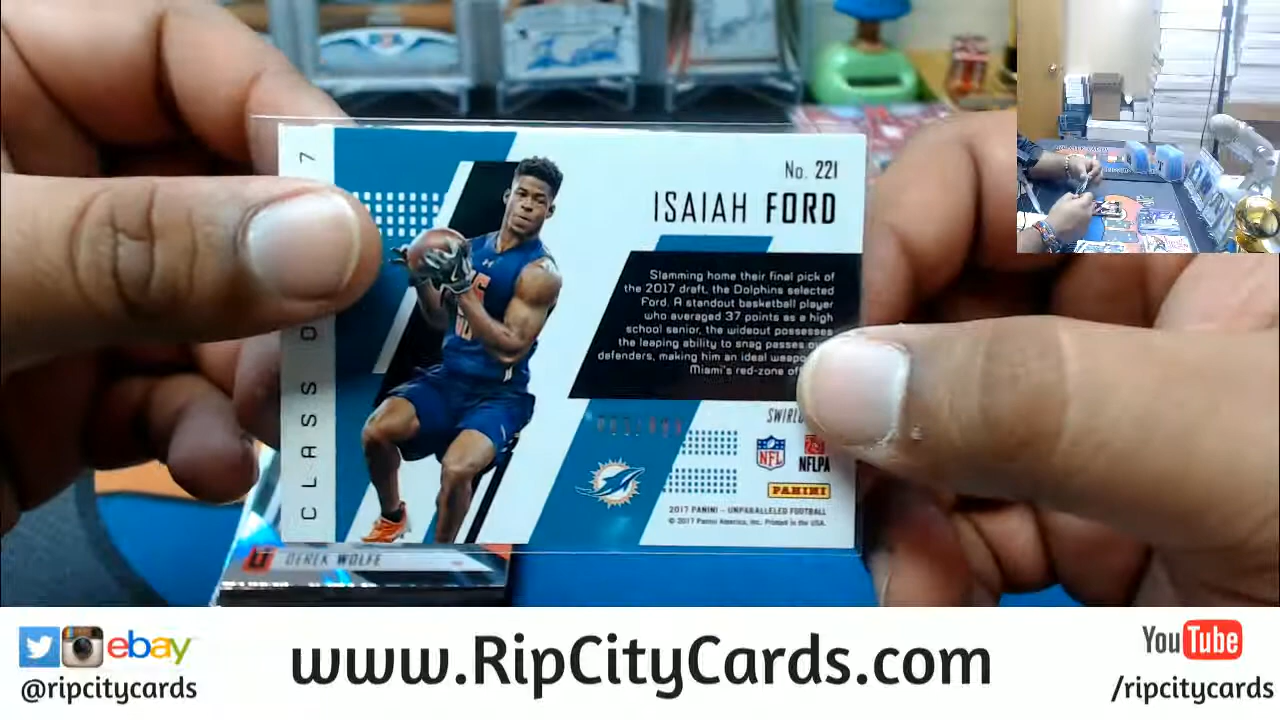 No. 221
ISAIAH FORD
Slamming home their final pick of
the 2017 draft, the Dolphins selected
Ford. A standout basketball player
who averaged 37 points as a high
school senior, the wideout possesses
the leaping ability to snag passes
defenders, making him an ideal
Miami's red-zone
CLASS O 7
NFL
NFLPA
PANINI
2017 PANINI - UNPARALLELED FOOTBALL
© 2017 Panini America, Inc. Printed in the USA.
DEREK WOLFE
ebay
@ripcitycards
www.RipCityCards.com
YouTube
/ripcitycards